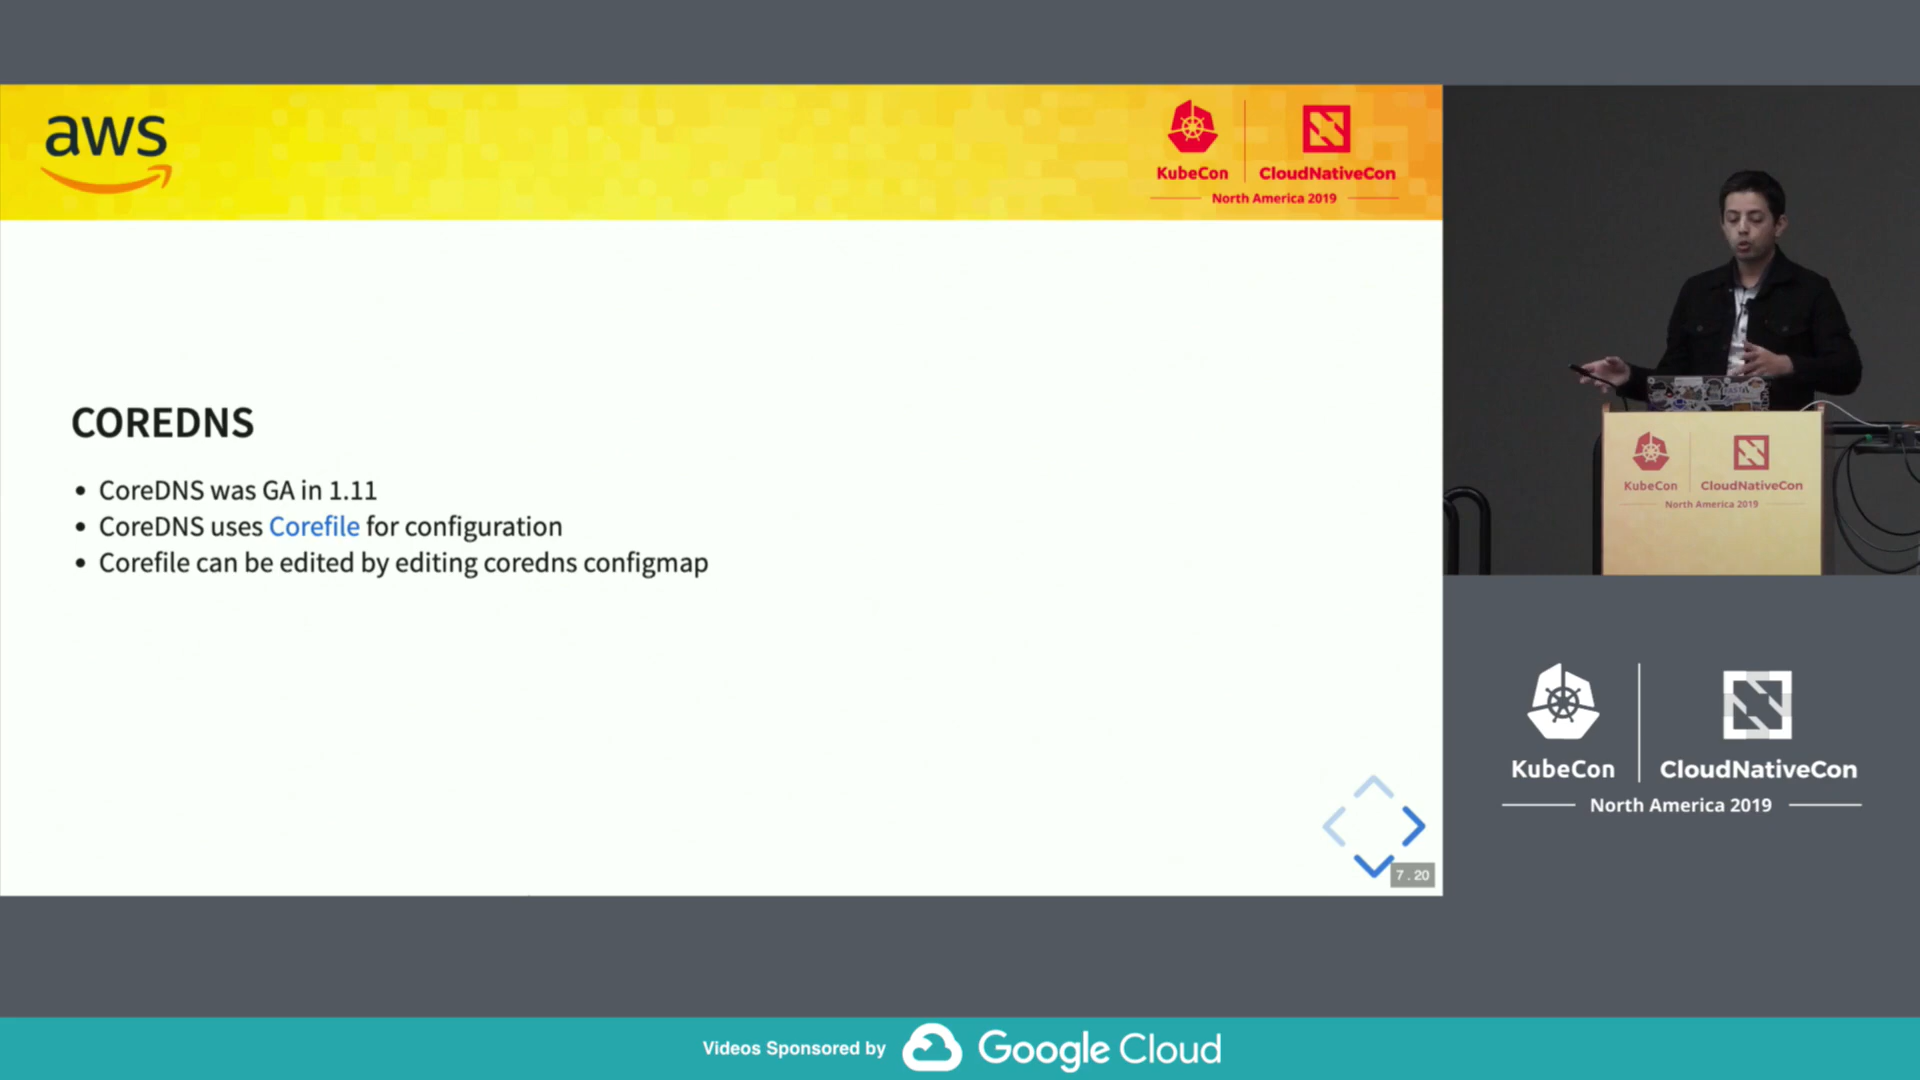 aws
KubeCon
CloudNativeCon
North America 2019
COREDNS
• CoreDNS was GA in 1.11
• CoreDNS uses Corefile for configuration
• Corefile can be edited by editing coredns configmap
7 . 20
KubeCon
CloudNativeCon
North America 2019
KubeCon
CloudNativeCon
North America 2019
Videos Sponsored by
Google Cloud